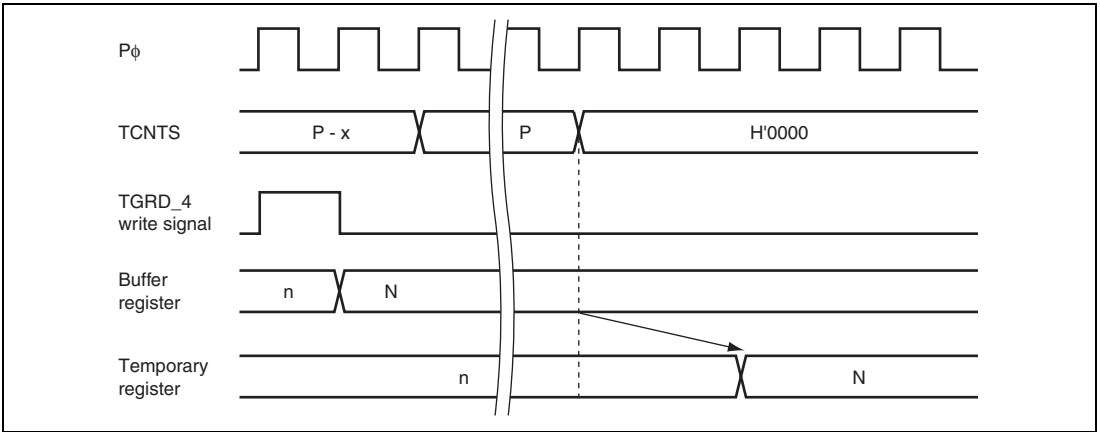 Pϕ
TCNTS
P - x
P
H'0000
TGRD_4
write signal
Buffer
register
n
N
Temporary
register
n
N